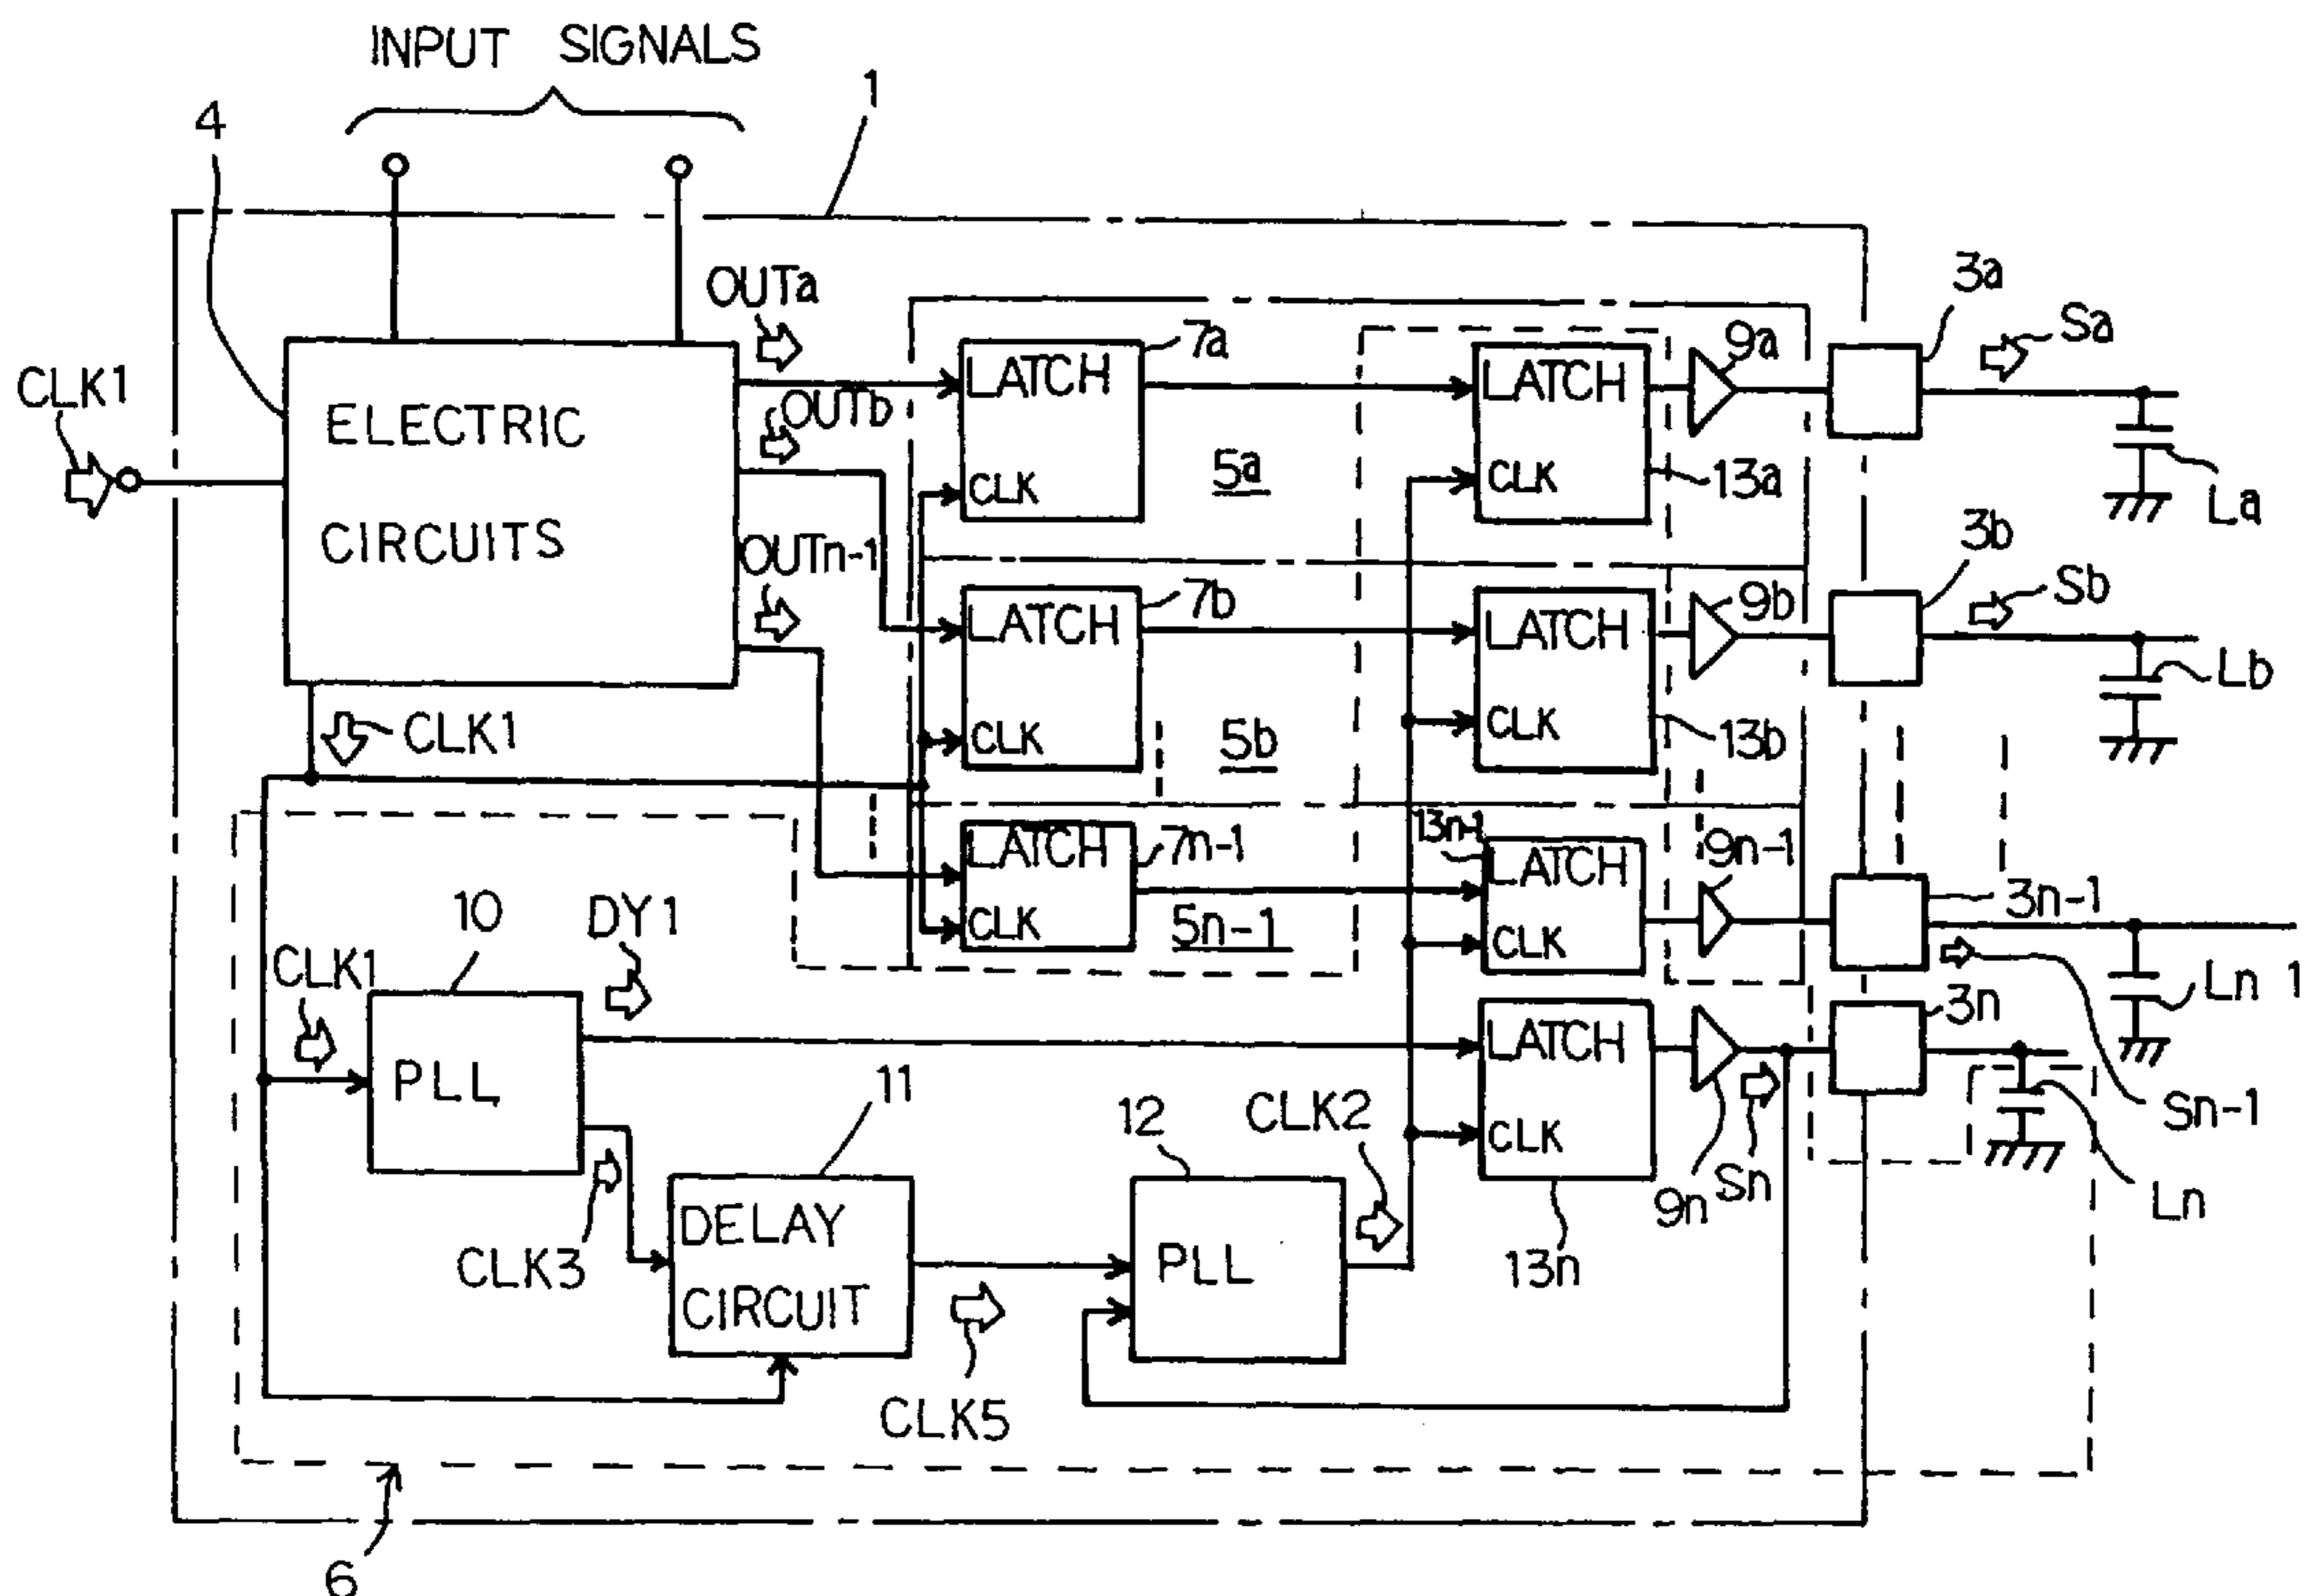 INPUT SIGNALS
1
4
OUTa
3a
Sa
7a
9a
CLK1
LATCH
LATCH
OUTb
ELECTRIC
CIRCUITS
5a
CLK
CLK
13a
La
OUTn-1
3b
Sb
7b
9b
LATCH
LATCH
Lb
CLK1
CLK
5b
CLK
13b
13n-1
9n-1
LATCH
7n-1
LATCH
3n-1
10
DY1
CLK
5n-1
CLK
Ln 1
CLK1
3n
PLL
LATCH
11
12
CLK2
CLK
Sn-1
9n
Sn
Ln
CLK3
DELAY
CIRCUIT
PLL
13n
CLK5
6